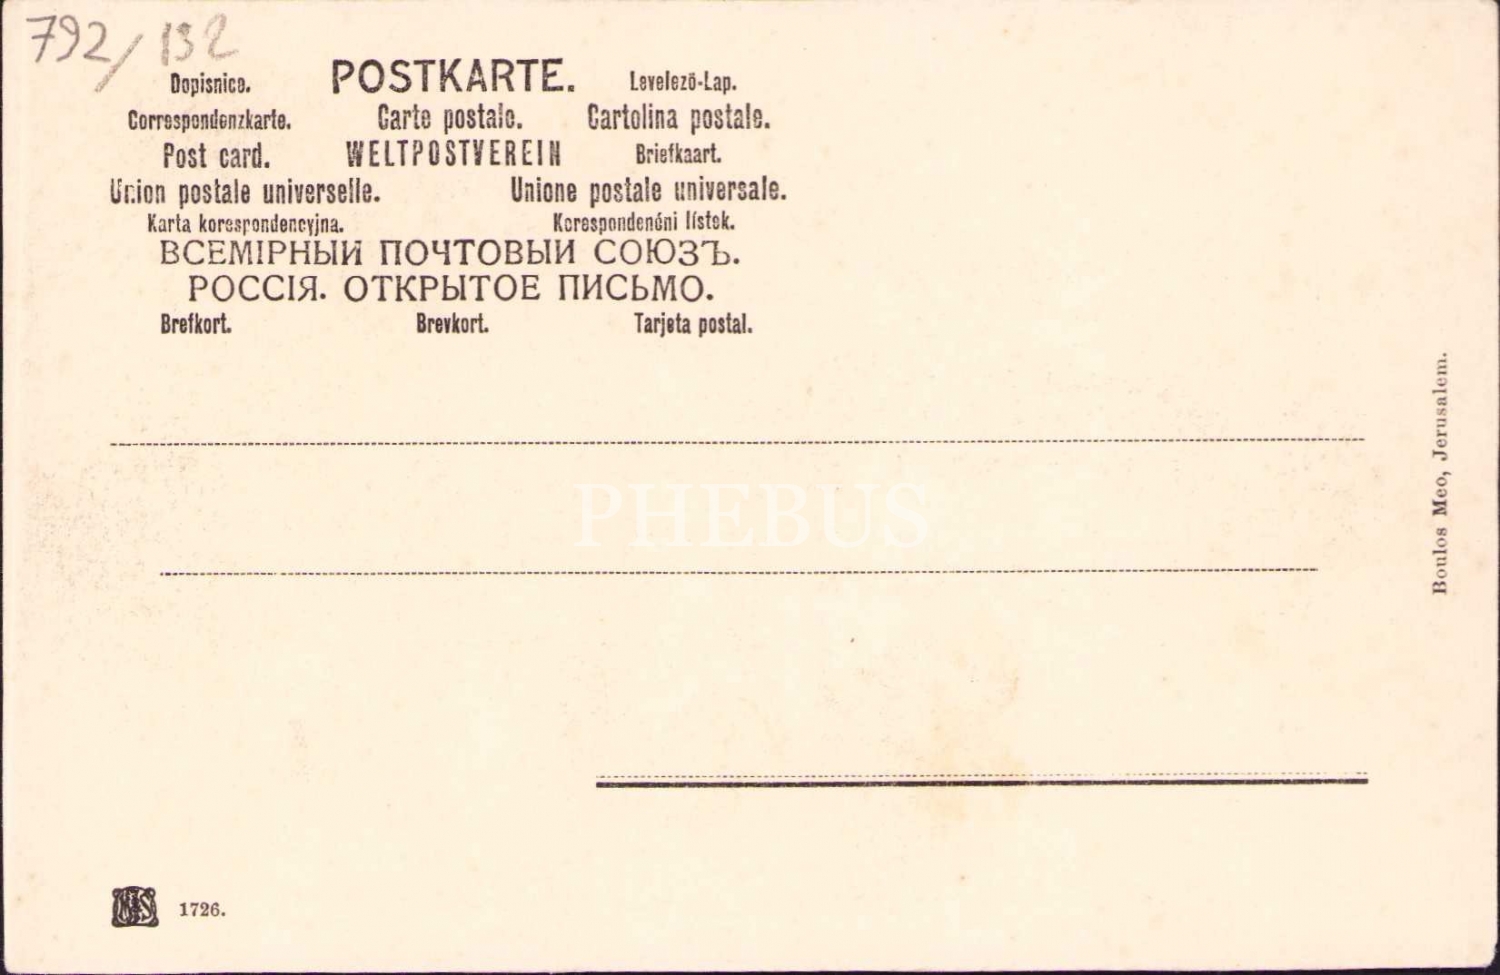 792/132
POSTKARTE.
Dopisnice. Levelező-Lap.
Correspondenzkarte. Carte postale. Cartolina postale.
Post card. WELTPOSTVEREIN Briefkaart.
Union postale universelle. Unione postale universale.
Karta korespondencyjna. Korespondenéni lístek.
ВСЕМІРНЫЙ ПОЧТОВЫЙ СОЮЗЪ.
РОССІЯ. ОТКРЫТОЕ ПИСЬМО.
Brefkort. Brevkort. Tarjeta postal.
PHEBUS
Boulos Meo, Jerusalem.
1726.